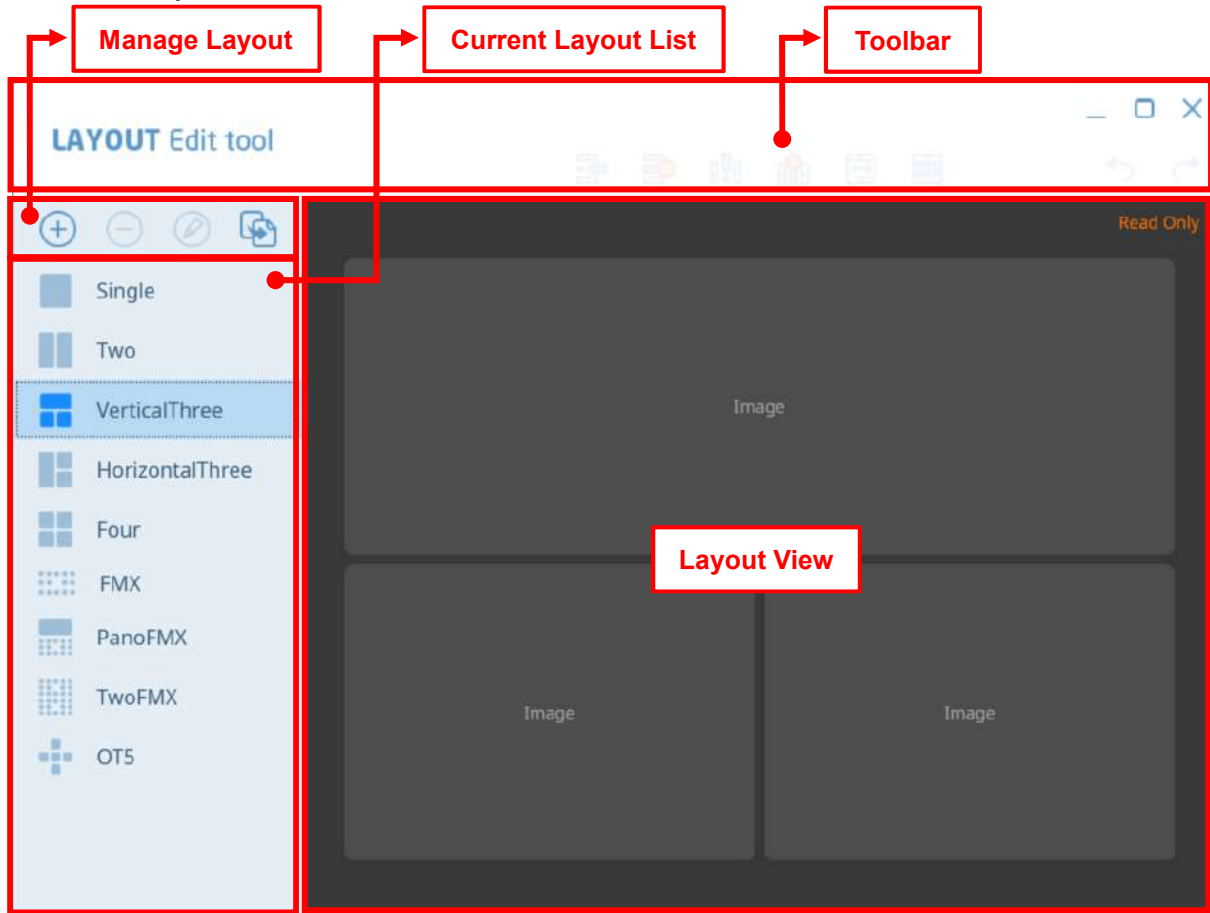 Manage Layout
Current Layout List
Toolbar
LAYOUT Edit tool
Read Only
Single
Two
VerticalThree
HorizontalThree
Four
FMX
PanoFMX
TwoFMX
OT5
Image
Layout View
Image
Image